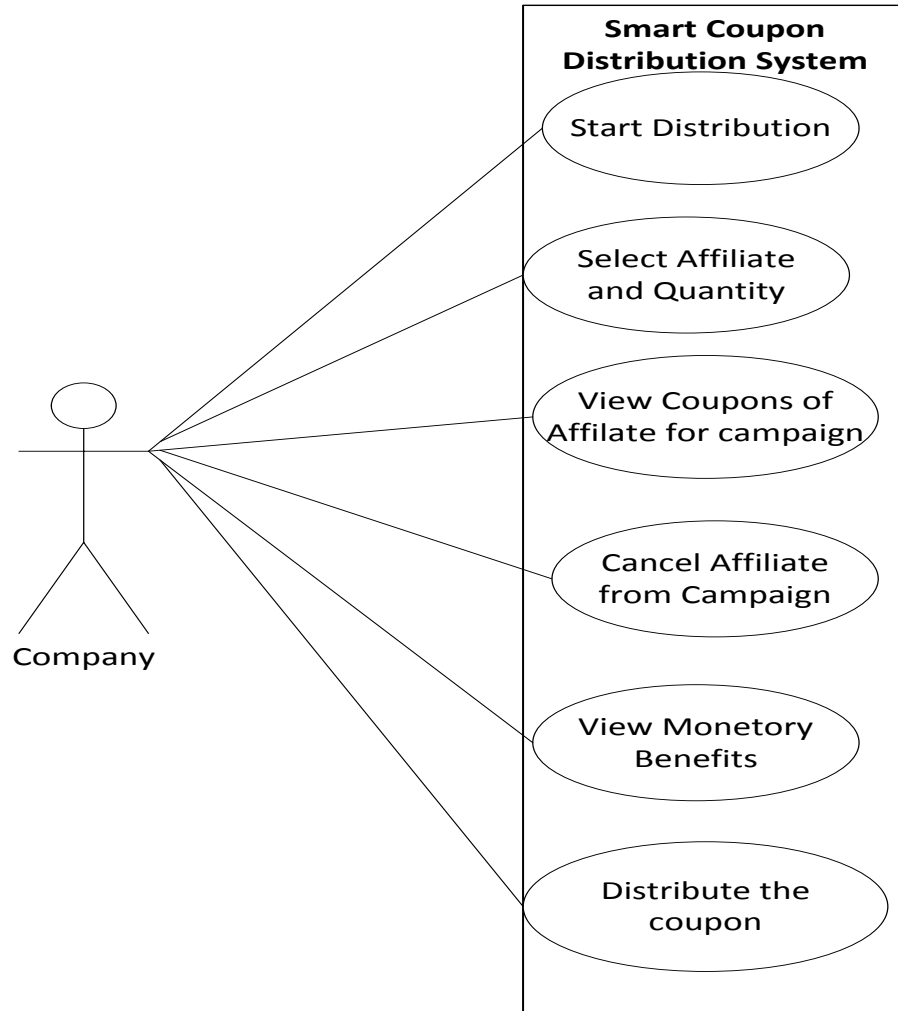 Smart Coupon
Distribution System
Start Distribution
Select Affiliate
and Quantity
View Coupons of
Affilate for campaign
Cancel Affiliate
from Campaign
Company
View Monetory
Benefits
Distribute the
coupon